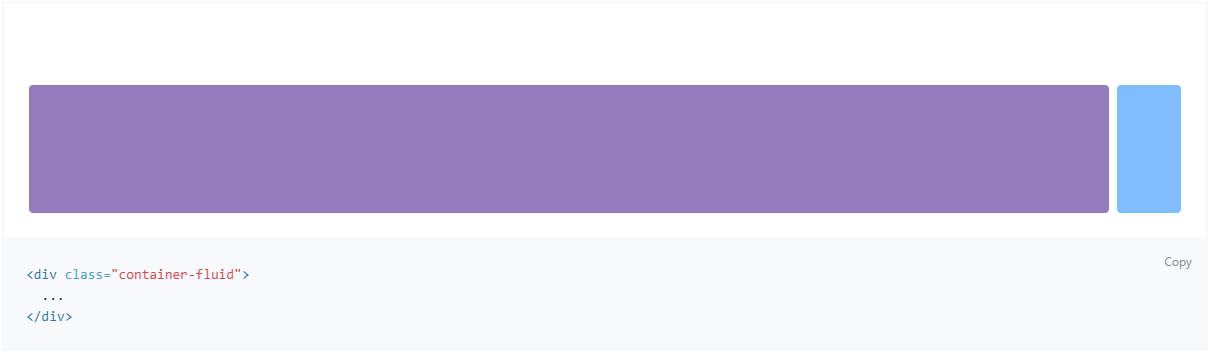 Copy
<div class="container-fluid">
  ...
</div>